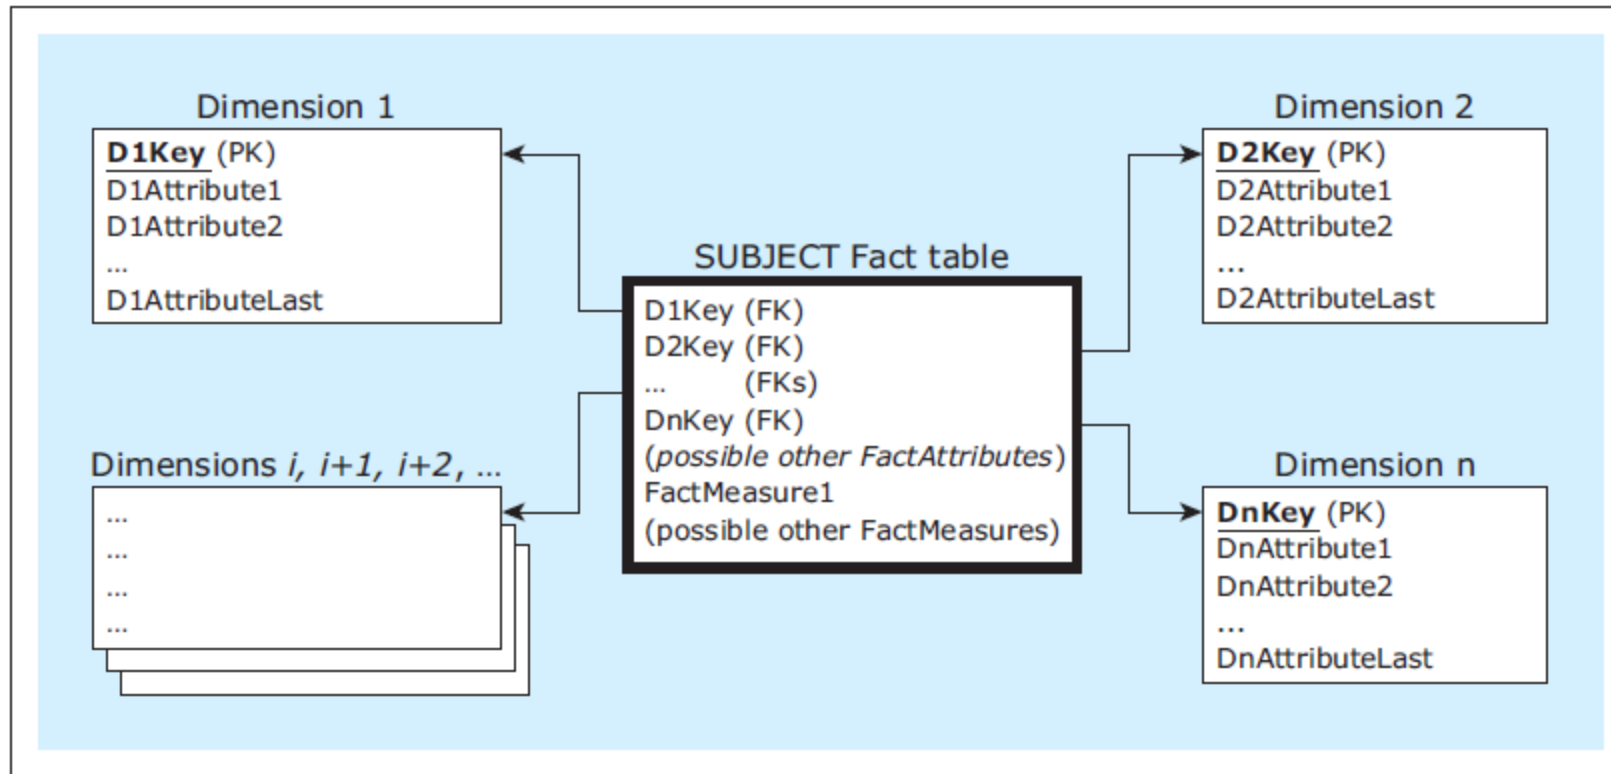 Dimension 1
D1Key (PK)
D1Attribute1
D1Attribute2
...
D1AttributeLast
Dimension 2
D2Key (PK)
D2Attribute1
D2Attribute2
...
D2AttributeLast
SUBJECT Fact table
D1Key (FK)
D2Key (FK)
... (FKs)
DnKey (FK)
(possible other FactAttributes)
FactMeasure1
(possible other FactMeasures)
Dimensions i, i+1, i+2, ...
...
...
...
...
Dimension n
DnKey (PK)
DnAttribute1
DnAttribute2
...
DnAttributeLast